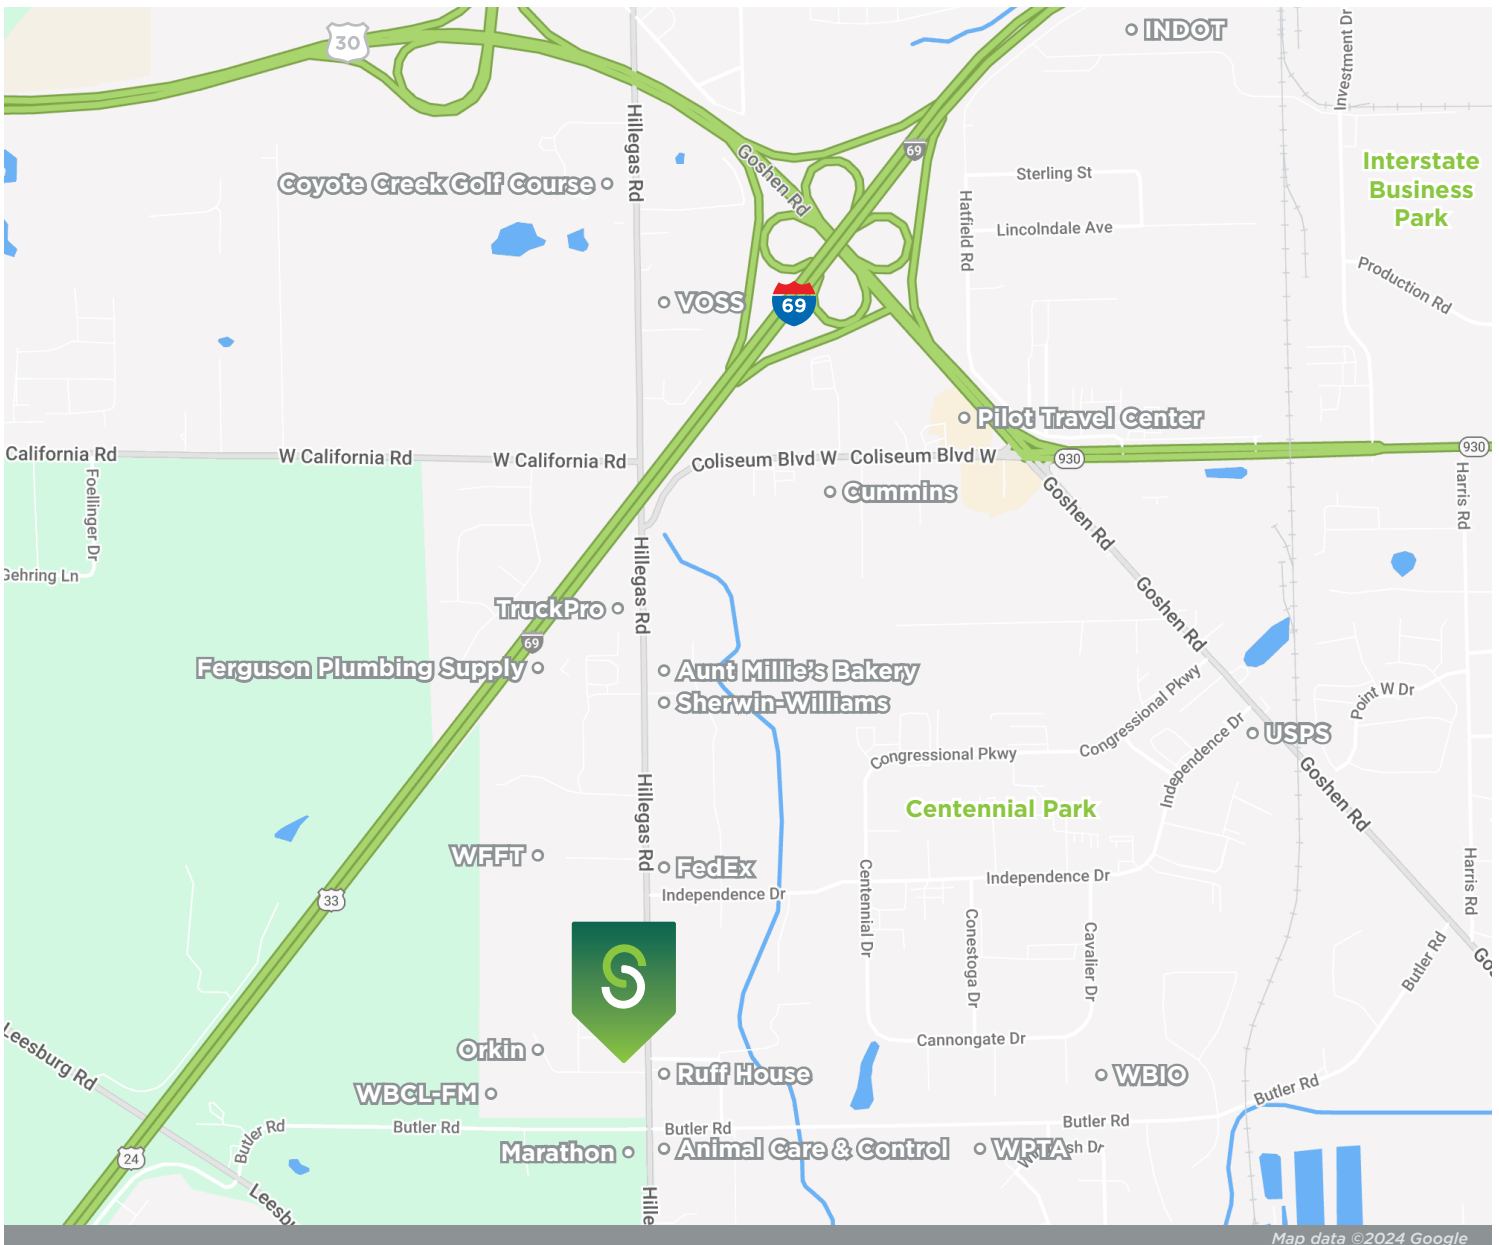 INDOT
30
Investment Dr
Hillegas Rd
Goshen Rd
69
Interstate
Business
Park
Sterling St
Coyote Creek Golf Course
Hatfield Rd
Lincolndale Ave
Production Rd
VOSS
69
Pilot Travel Center
California Rd
W California Rd
W California Rd
Coliseum Blvd W
Coliseum Blvd W
930
930
Foellinger Dr
Cummins
Goshen Rd
Harris Rd
Gehring Ln
Hillegas Rd
TruckPro
Goshen Rd
69
Ferguson Plumbing Supply
Aunt Millie's Bakery
Sherwin-Williams
Congressional Pkwy
Point W Dr
Independence Dr
USPS
Congressional Pkwy
Hillegas Rd
Goshen Rd
Centennial Park
WFFT
FedEx
Independence Dr
Independence Dr
33
Centennial Dr
Conestoga Dr
Cavalier Dr
Harris Rd
Butler Rd
Gos
S
Cannongate Dr
Orkin
Leesburg Rd
Ruff House
WBIO
WBCL-FM
Butler Rd
Butler Rd
Butler Rd
Butler Rd
Butler Rd
Marathon
Animal Care & Control
WPTA
sh Dr
24
Leesbu
Hille
Map data ©2024 Google